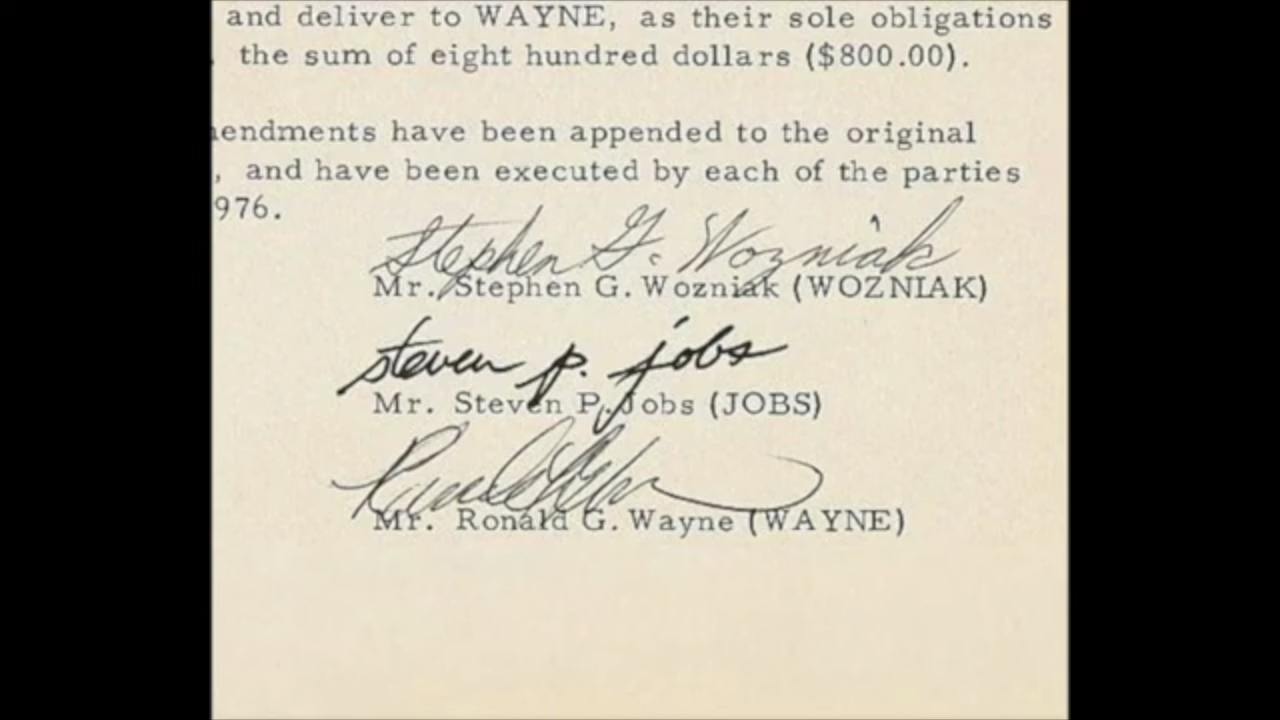 and deliver to WAYNE, as their sole obligations
the sum of eight hundred dollars ($800.00).
endments have been appended to the original
, and have been executed by each of the parties
976.
Stephen G. Wozniak
Mr. Stephen G. Wozniak (WOZNIAK)
steven p. jobs
Mr. Steven P. Jobs (JOBS)
Mr. Ronald G. Wayne (WAYNE)